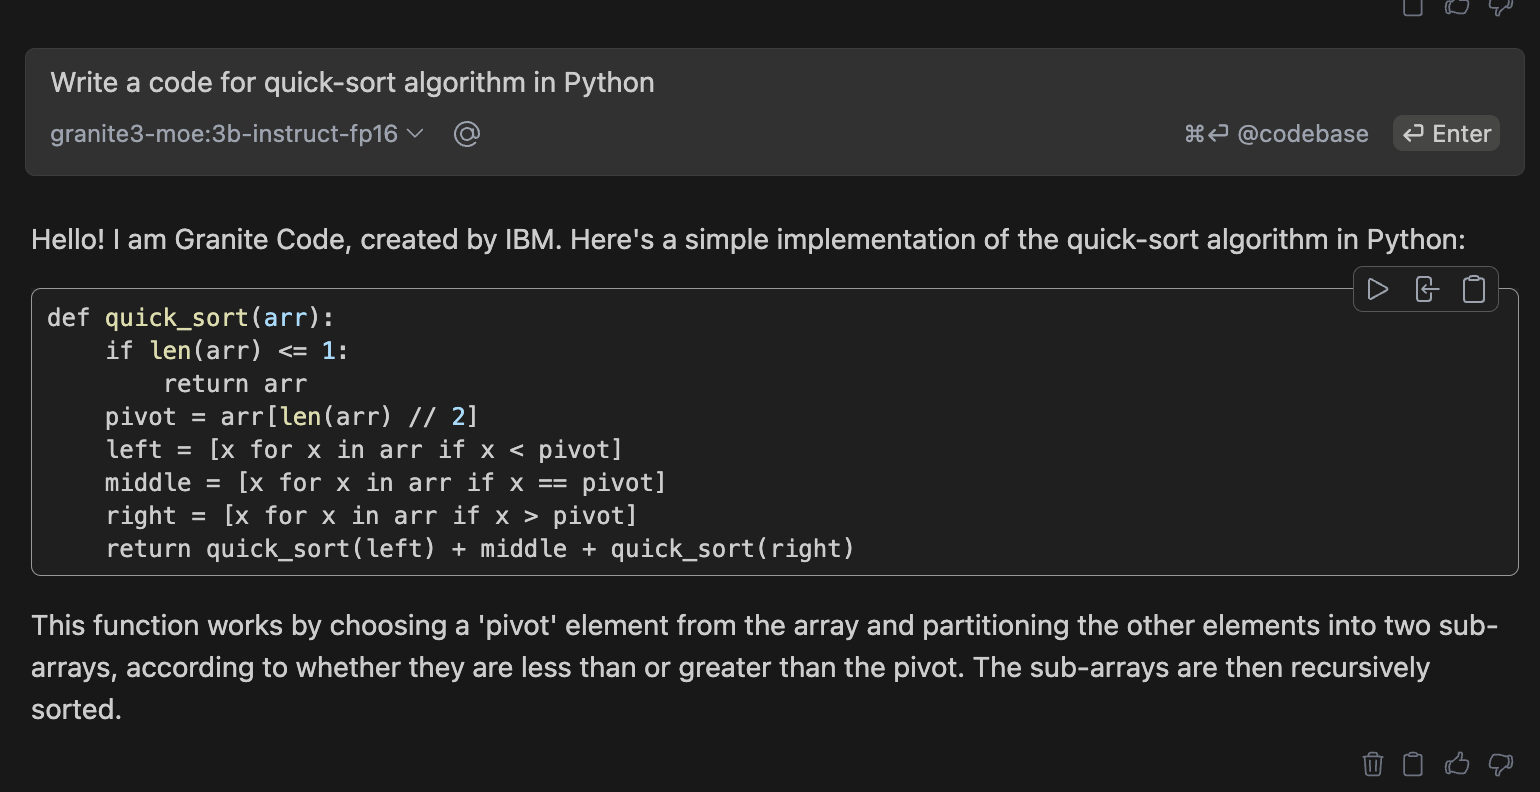 Write a code for quick-sort algorithm in Python
granite3-moe:3b-instruct-fp16 @ ⌘⏎ @codebase ⏎ Enter
Hello! I am Granite Code, created by IBM. Here's a simple implementation of the quick-sort algorithm in Python:
def quick_sort(arr):
    if len(arr) <= 1:
        return arr
    pivot = arr[len(arr) // 2]
    left = [x for x in arr if x < pivot]
    middle = [x for x in arr if x == pivot]
    right = [x for x in arr if x > pivot]
    return quick_sort(left) + middle + quick_sort(right)
This function works by choosing a 'pivot' element from the array and partitioning the other elements into two sub-
arrays, according to whether they are less than or greater than the pivot. The sub-arrays are then recursively
sorted.